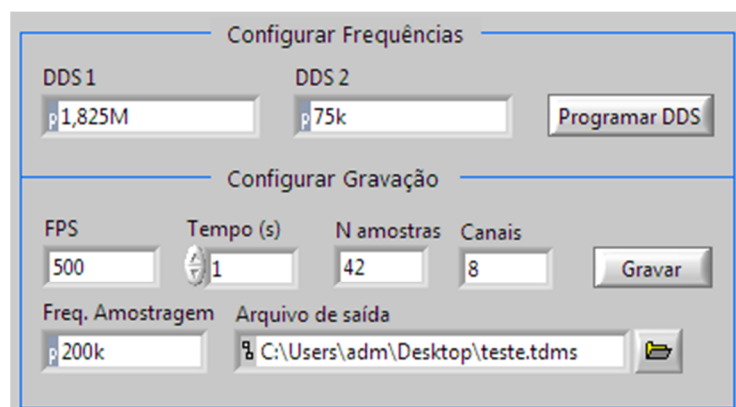 Configurar Frequências
DDS 1 DDS 2
p 1,825M p 75k Programar DDS
Configurar Gravação
FPS Tempo (s) N amostras Canais
500 1 42 8 Gravar
Freq. Amostragem Arquivo de saída
p 200k C:\Users\adm\Desktop\teste.tdms